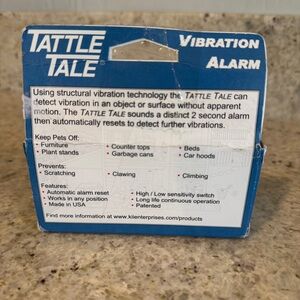 TATTLE
TALE®
VIBRATION
ALARM
Using structural vibration technology the TATTLE TALE can
detect vibration in an object or surface without apparent
motion. The TATTLE TALE sounds a distinct 2 second alarm
then automatically resets to detect further vibrations.
Keep Pets Off:
• Furniture • Counter tops • Beds
• Plant stands • Garbage cans • Car hoods
Prevents:
• Scratching • Clawing • Climbing
Features:
• Automatic alarm reset • High / Low sensitivity switch
• Works in any position • Long life continuous operation
• Made in USA • Patented
Find more information at www.kiienterprises.com/products